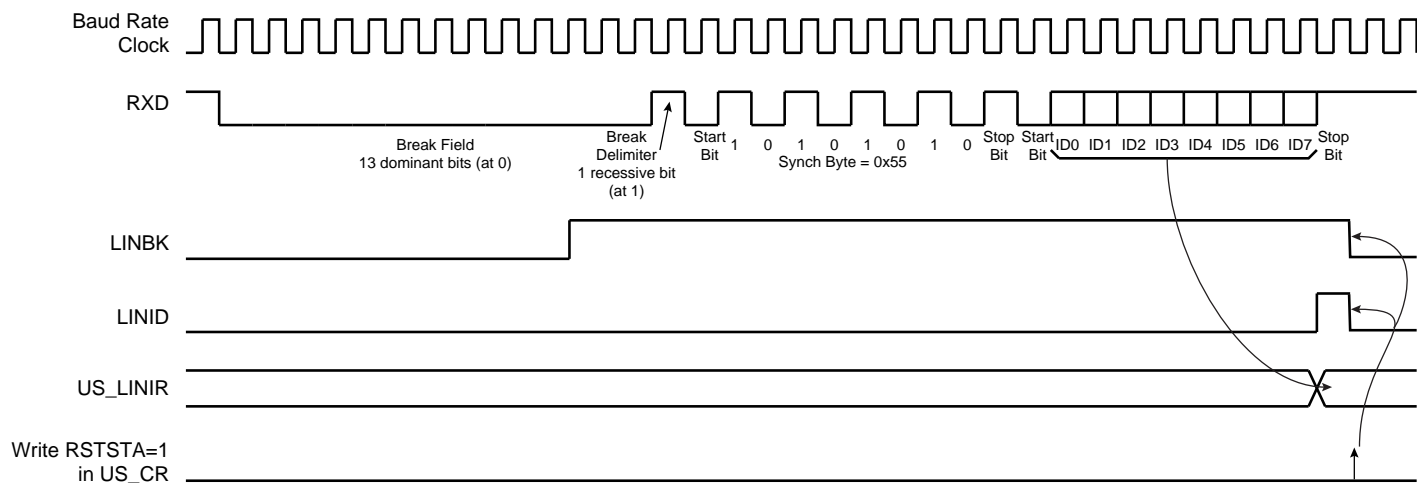 Baud Rate
Clock
RXD
Break Field
13 dominant bits (at 0)
Break
Delimiter
1 recessive bit
(at 1)
Start
Bit
1 0 1 0 1 0 1 0
Synch Byte = 0x55
Stop
Bit
Start
Bit
ID0 ID1 ID2 ID3 ID4 ID5 ID6 ID7
Stop
Bit
LINBK
LINID
US_LINIR
Write RSTSTA=1
in US_CR